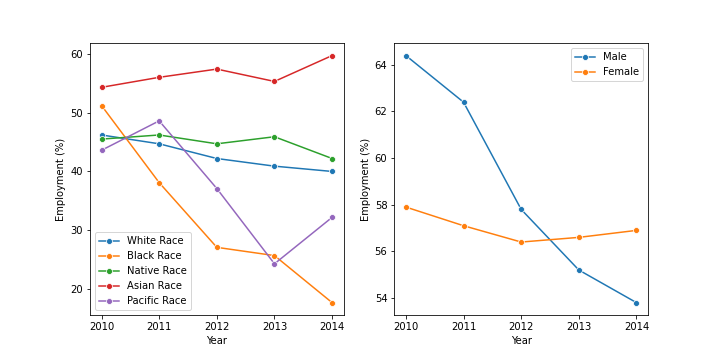 60
50
40
30
20
Employment (%)
White Race
Black Race
Native Race
Asian Race
Pacific Race
2010 2011 2012 2013 2014
Year
64
62
60
58
56
54
Employment (%)
Male
Female
2010 2011 2012 2013 2014
Year